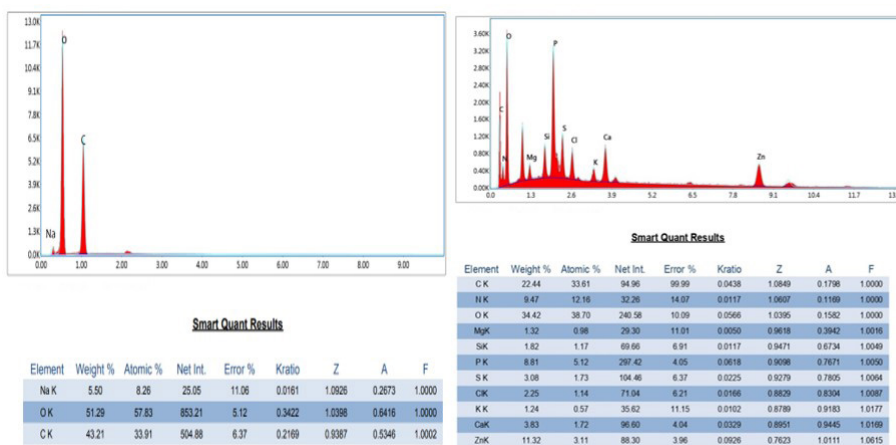 13.0K
11.7K
10.4K
9.1K
7.8K
6.5K
5.2K
3.9K
2.6K
1.3K
0.0K
O
C
Na
0.00 1.00 2.00 3.00 4.00 5.00 6.00 7.00 8.00 9.00
Smart Quant Results
Element Weight % Atomic % Net Int. Error % Kratio Z A F
Na K 5.50 8.26 25.05 11.06 0.0161 1.0926 0.2673 1.0000
O K 51.29 57.83 853.21 5.12 0.3422 1.0398 0.6416 1.0000
C K 43.21 33.91 504.88 6.37 0.2169 0.9387 0.5346 1.0002
3.60K
3.20K
2.80K
2.40K
2.00K
1.60K
1.20K
0.80K
0.40K
0.00K
O
P
C
N
Mg
Si
S
Cl
K
Ca
Zn
0.0 1.3 2.6 3.9 5.2 6.5 7.8 9.1 10.4 11.7
Smart Quant Results
Element Weight % Atomic % Net Int. Error % Kratio Z A F
C K 22.44 33.61 94.96 99.99 0.0438 1.0849 0.1798 1.0000
N K 9.47 12.16 32.26 14.07 0.0117 1.0607 0.1169 1.0000
O K 34.42 38.70 240.58 10.09 0.0566 1.0395 0.1582 1.0000
MgK 1.32 0.98 29.30 11.01 0.0050 0.9618 0.3942 1.0016
SiK 1.82 1.17 69.66 6.91 0.0117 0.9471 0.6734 1.0049
P K 8.81 5.12 297.42 4.05 0.0618 0.9098 0.7671 1.0050
S K 3.08 1.73 104.46 6.37 0.0225 0.9279 0.7805 1.0064
ClK 2.25 1.14 71.04 6.21 0.0166 0.8829 0.8304 1.0087
K K 1.24 0.57 35.62 11.15 0.0102 0.8789 0.9183 1.0177
CaK 3.83 1.72 96.60 4.04 0.0329 0.8951 0.9445 1.0169
ZnK 11.32 3.11 88.30 3.96 0.0926 0.7623 1.0111 1.0615